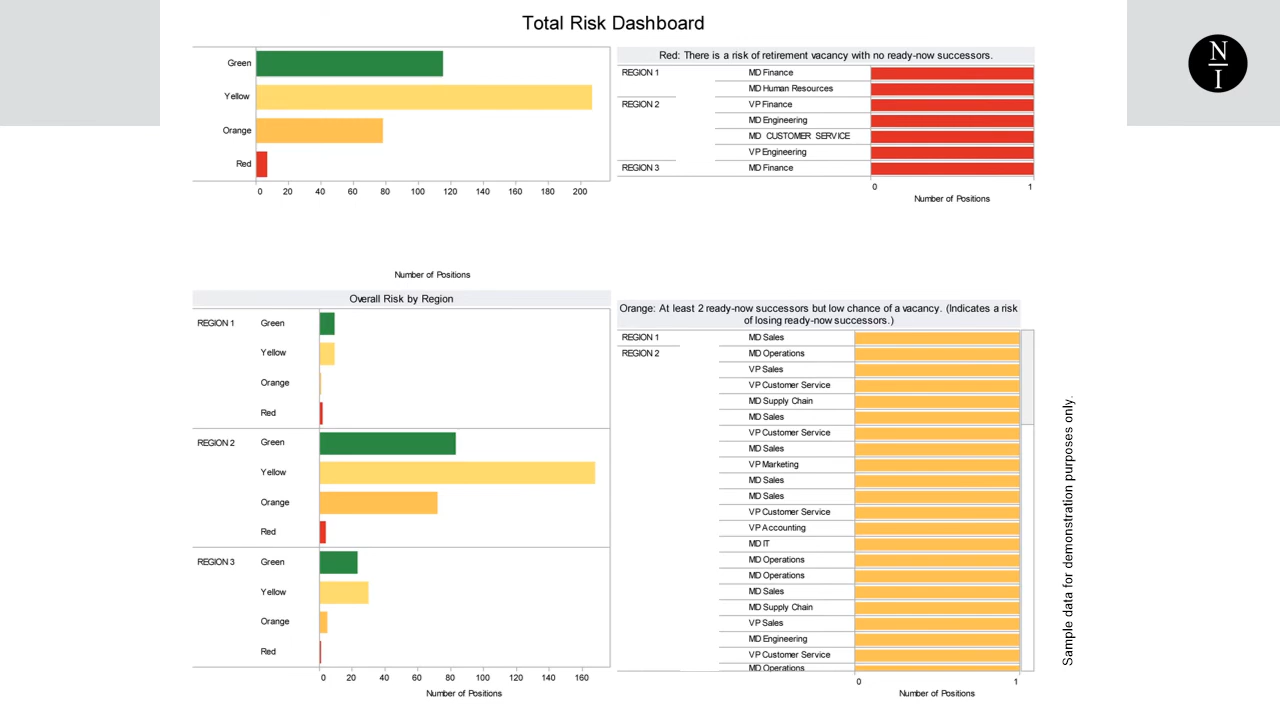 Total Risk Dashboard
N
I
Green
Yellow
Orange
Red
0 20 40 60 80 100 120 140 160 180 200
Number of Positions
Red: There is a risk of retirement vacancy with no ready-now successors.
REGION 1 MD Finance
MD Human Resources
REGION 2 VP Finance
MD Engineering
MD CUSTOMER SERVICE
VP Engineering
REGION 3 MD Finance
0 1
Number of Positions
Overall Risk by Region
REGION 1 Green
Yellow
Orange
Red
REGION 2 Green
Yellow
Orange
Red
REGION 3 Green
Yellow
Orange
Red
0 20 40 60 80 100 120 140 160
Number of Positions
Orange: At least 2 ready-now successors but low chance of a vacancy. (Indicates a risk
of losing ready-now successors.)
REGION 1 MD Sales
REGION 2 MD Operations
VP Sales
VP Customer Service
MD Supply Chain
MD Sales
VP Customer Service
MD Sales
VP Marketing
MD Sales
MD Sales
VP Customer Service
VP Accounting
MD IT
MD Operations
MD Operations
MD Sales
MD Supply Chain
VP Sales
MD Engineering
VP Customer Service
MD Operations
0 1
Number of Positions
Sample data for demonstration purposes only.